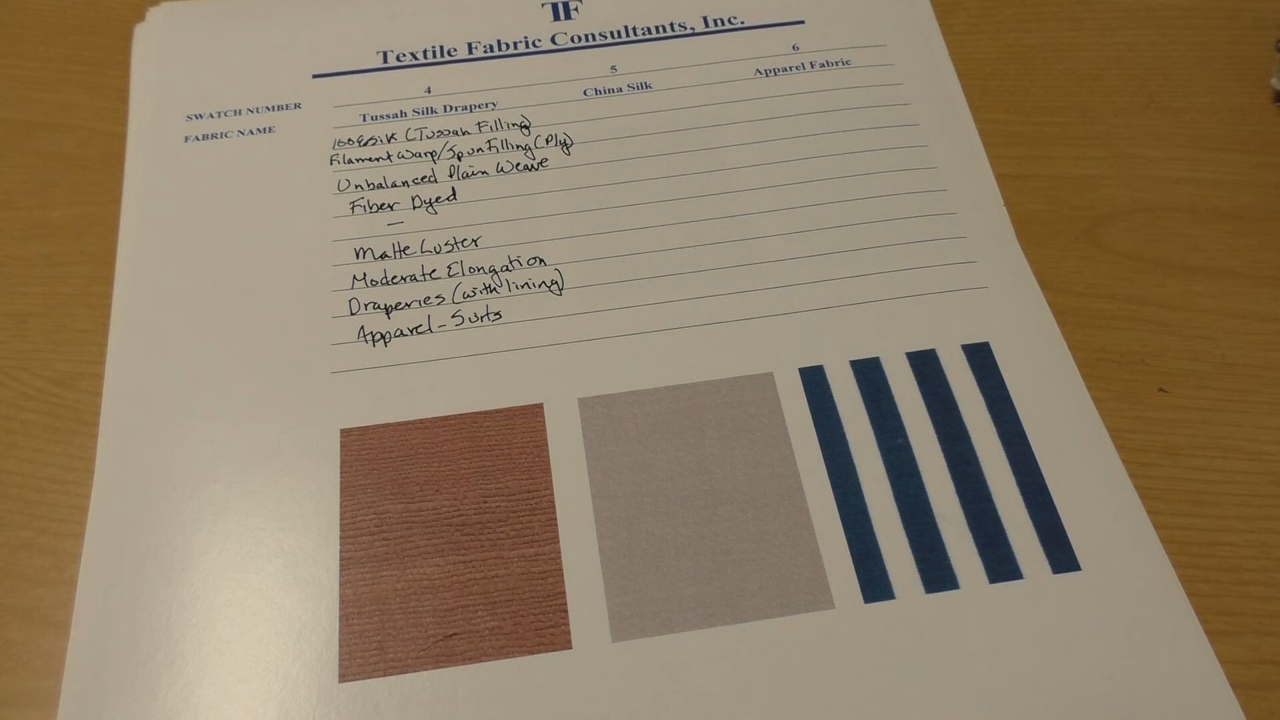 TF
Textile Fabric Consultants, Inc.
SWATCH NUMBER 4 5 6
FABRIC NAME Tussah Silk Drapery China Silk Apparel Fabric
100% Silk (Tussah Filling)
Filament Warp/Spun Filling (Ply)
Unbalanced Plain Weave
Fiber Dyed
—
Matte Luster
Moderate Elongation
Draperies (with lining)
Apparel - Suits